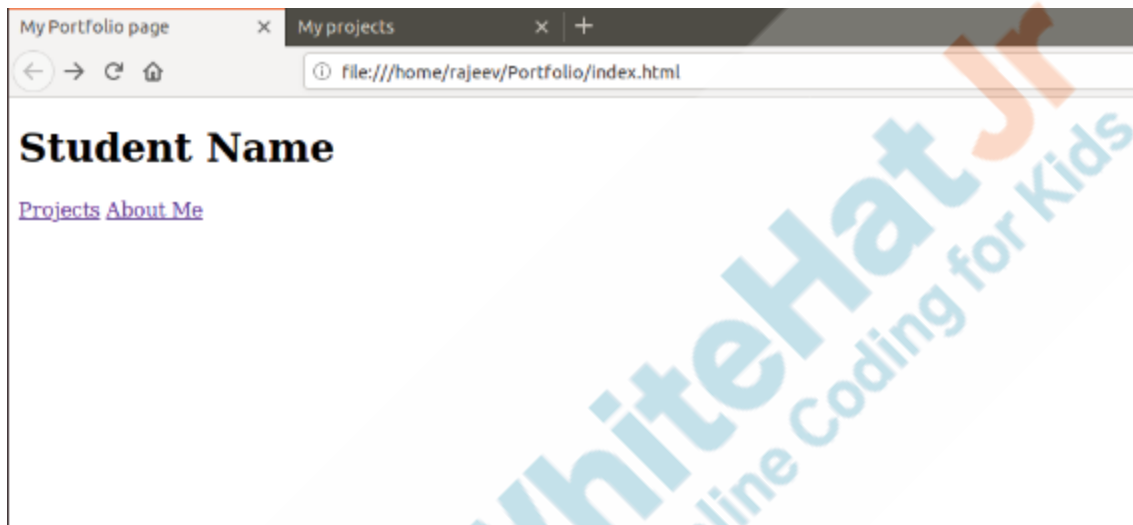 My Portfolio page
My projects
file:///home/rajeev/Portfolio/index.html
Student Name
Projects About Me
WhiteHat Jr
Online Coding for Kids